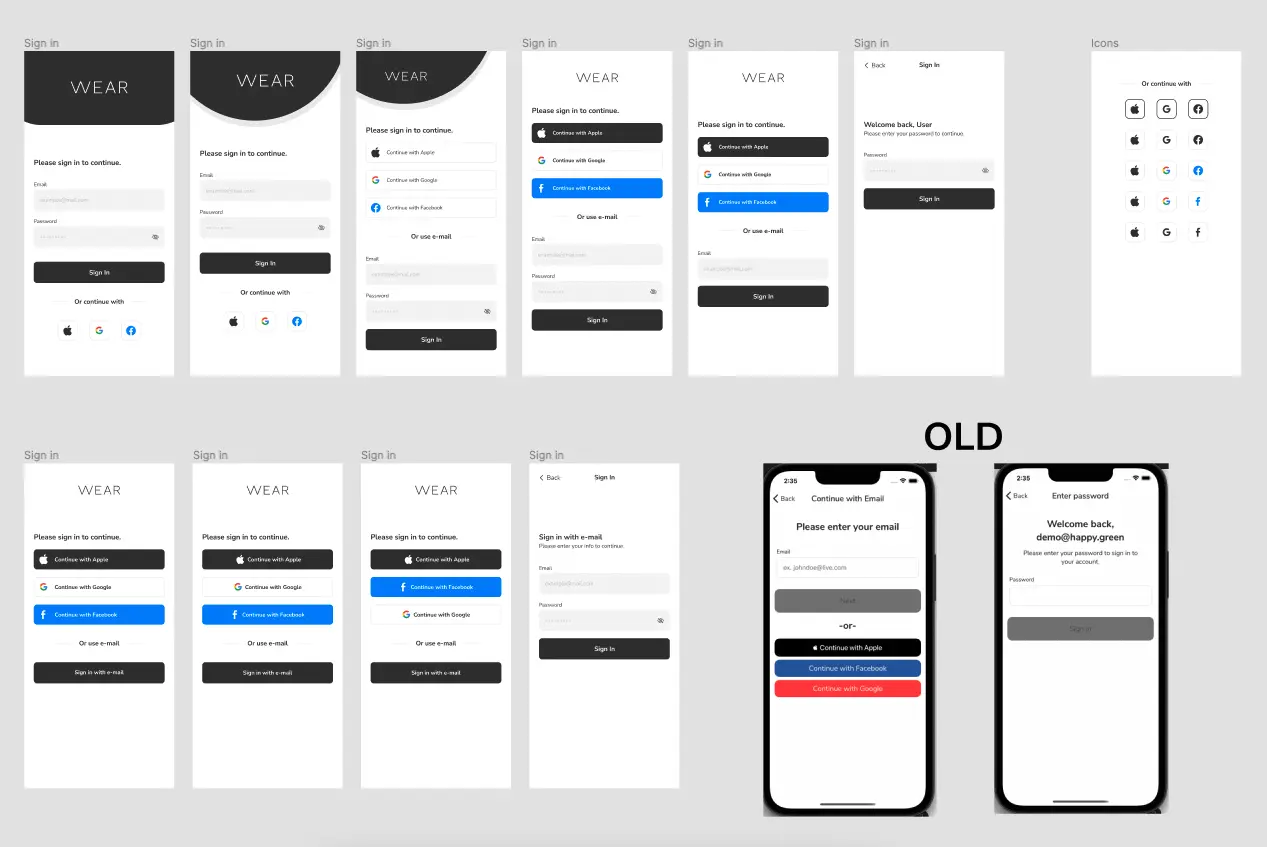 Sign in
WEAR
Please sign in to continue.
Email
Password
Sign In
Or continue with
Sign in
WEAR
Please sign in to continue.
Email
Password
Sign In
Or continue with
Sign in
WEAR
Please sign in to continue.
Continue with Apple
Continue with Google
Continue with Facebook
Or use e-mail
Email
Password
Sign In
Sign in
WEAR
Please sign in to continue.
Continue with Apple
Continue with Google
Continue with Facebook
Or use e-mail
Email
Password
Sign In
Sign in
WEAR
Please sign in to continue.
Continue with Apple
Continue with Google
Continue with Facebook
Or use e-mail
Email
Sign In
Sign in
Back
Sign In
Welcome back, User
Please enter your password to continue.
Password
Sign In
Icons
Or continue with
Sign in
WEAR
Please sign in to continue.
Continue with Apple
Continue with Google
Continue with Facebook
Or use e-mail
Sign in with e-mail
Sign in
WEAR
Please sign in to continue.
Continue with Apple
Continue with Google
Continue with Facebook
Or use e-mail
Sign in with e-mail
Sign in
WEAR
Please sign in to continue.
Continue with Apple
Continue with Facebook
Continue with Google
Or use e-mail
Sign in with e-mail
Sign in
Back
Sign In
Sign in with e-mail
Please enter your info to continue.
Email
Password
Sign In
OLD
2:35
Back
Continue with Email
Please enter your email
Email
ex. jahndoe@live.com
Next
-or-
Continue with Apple
Continue with Facebook
Continue with Google
2:35
Back
Enter password
Welcome back,
demo@happy.green
Please enter your password to sign in to
your account.
Password
Sign in